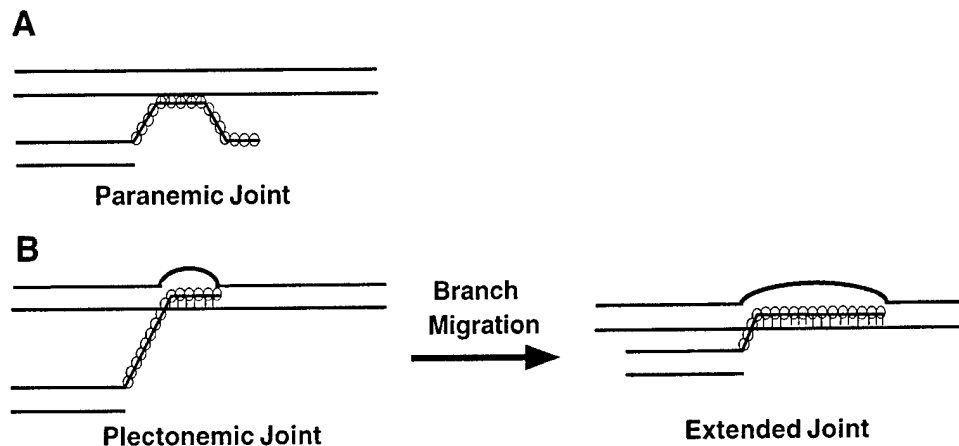 A
Paranemic Joint
B
Branch
Migration
Plectonemic Joint
Extended Joint